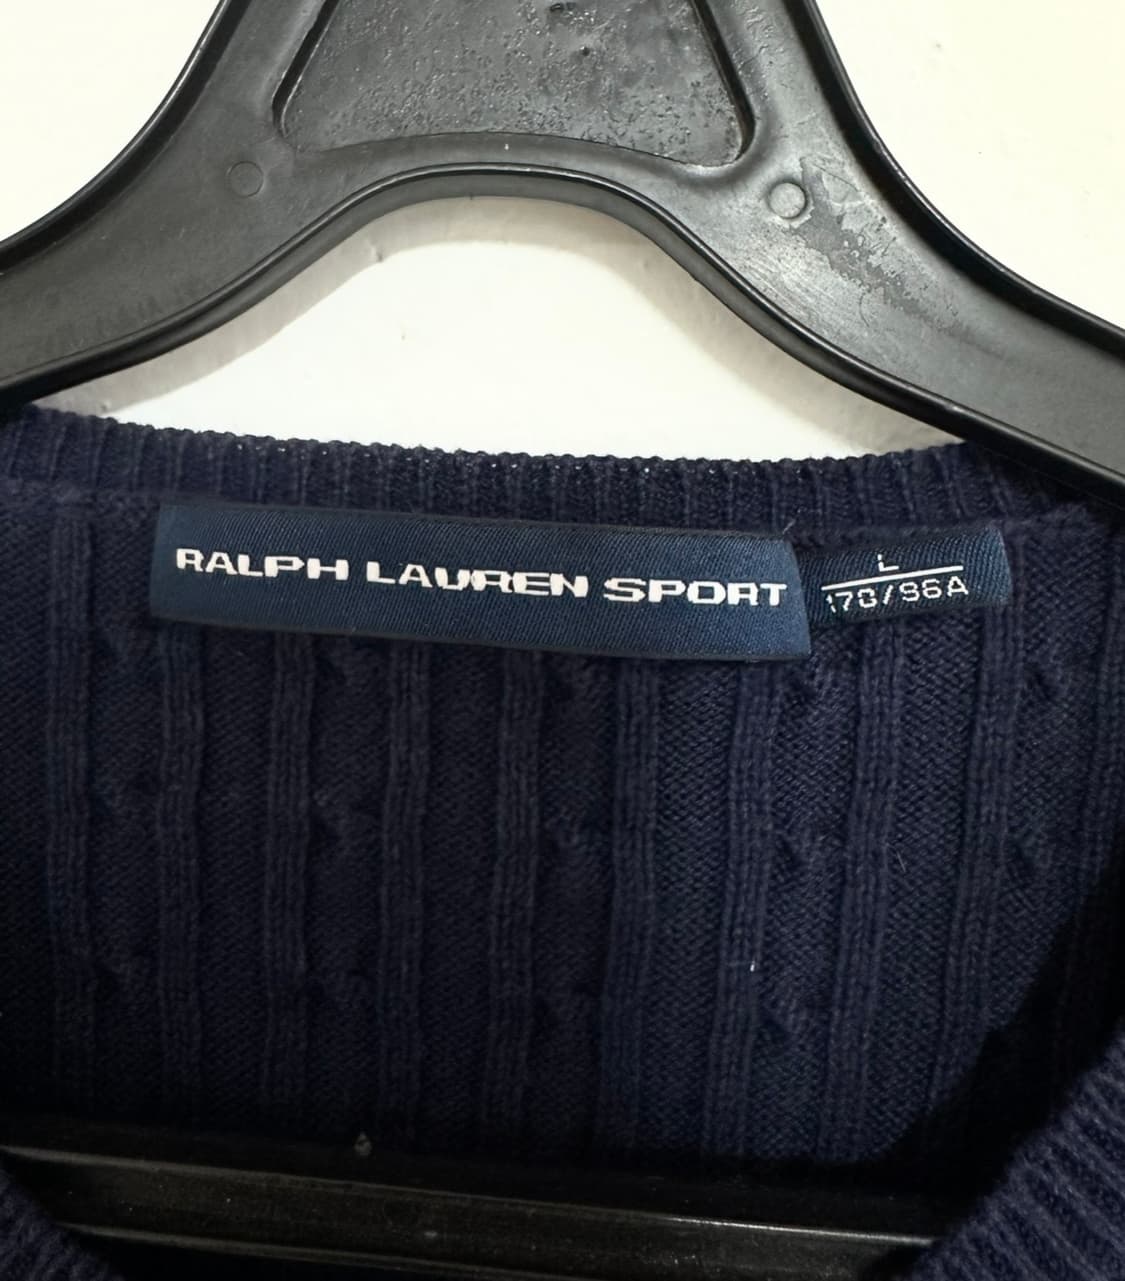 RALPH LAUREN SPORT
L
170/96A